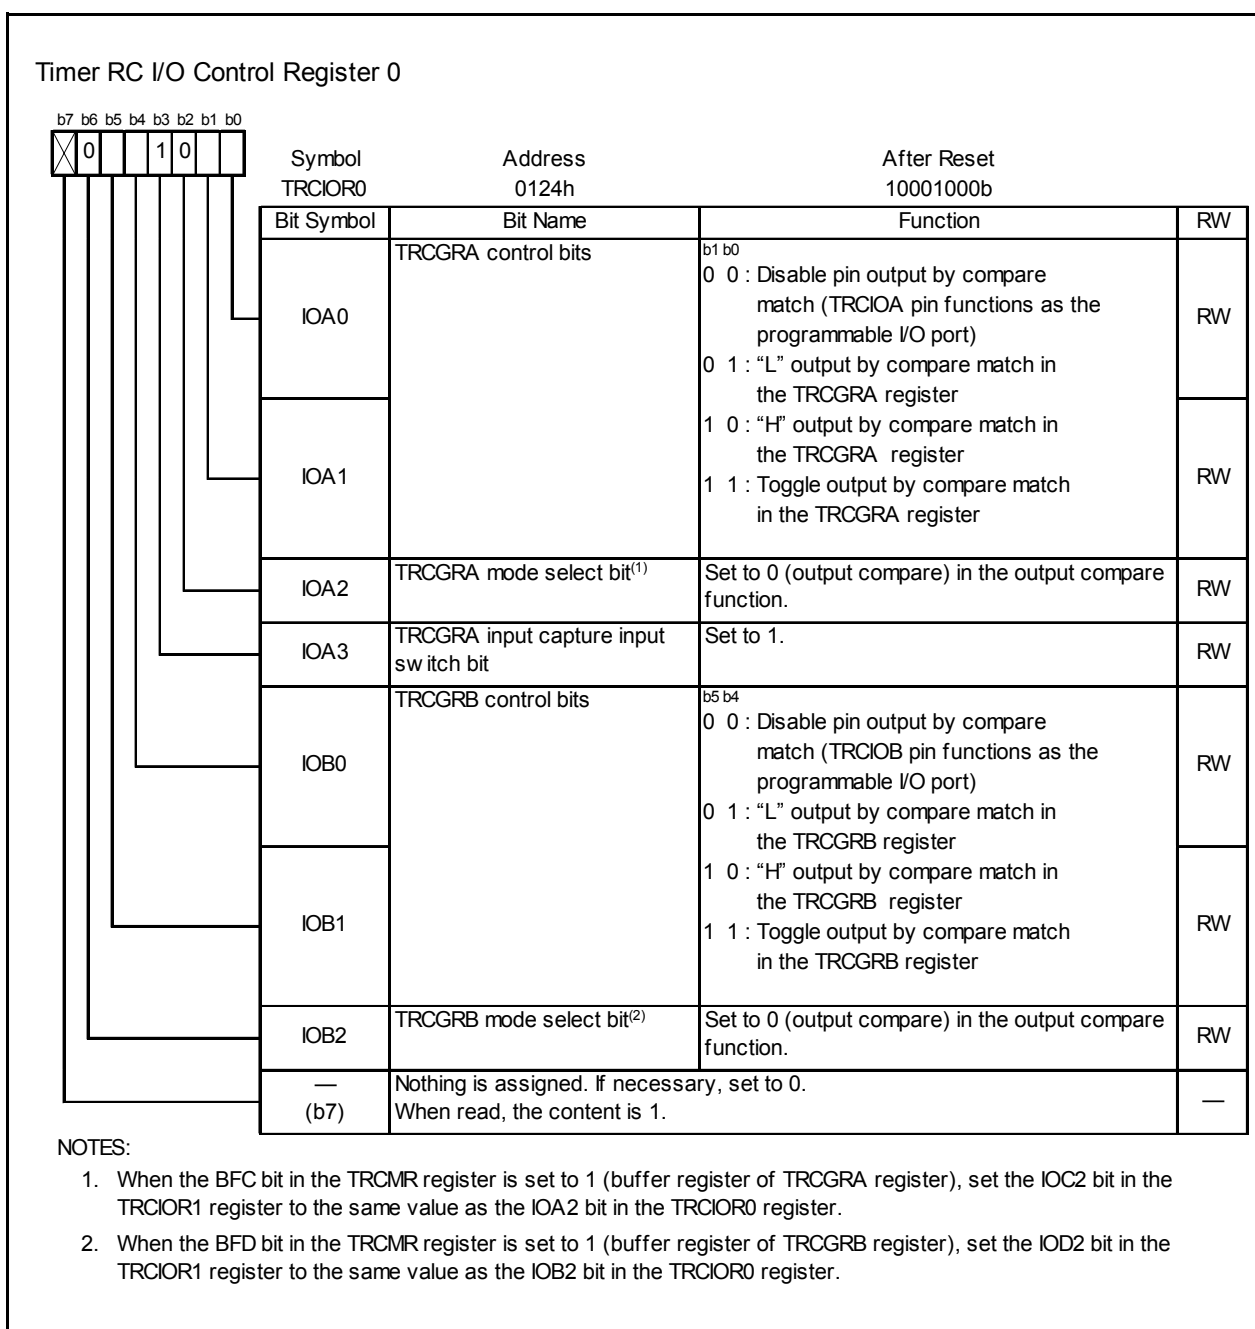 Timer RC I/O Control Register 0
b7 b6 b5 b4 b3 b2 b1 b0
0 1 0
Symbol Address After Reset
TRCIOR0 0124h 10001000b
Bit Symbol Bit Name Function RW
IOA0 TRCGRA control bits b1 b0 RW
0 0 : Disable pin output by compare
match (TRCIOA pin functions as the
programmable I/O port)
0 1 : “L” output by compare match in
the TRCGRA register
IOA1 RW
1 0 : “H” output by compare match in
the TRCGRA register
1 1 : Toggle output by compare match
in the TRCGRA register
IOA2 TRCGRA mode select bit(1) Set to 0 (output compare) in the output compare RW
function.
IOA3 TRCGRA input capture input Set to 1. RW
switch bit
IOB0 TRCGRB control bits b5 b4 RW
0 0 : Disable pin output by compare
match (TRCIOB pin functions as the
programmable I/O port)
0 1 : “L” output by compare match in
the TRCGRB register
IOB1 RW
1 0 : “H” output by compare match in
the TRCGRB register
1 1 : Toggle output by compare match
in the TRCGRB register
IOB2 TRCGRB mode select bit(2) Set to 0 (output compare) in the output compare RW
function.
— Nothing is assigned. If necessary, set to 0. —
(b7) When read, the content is 1.
NOTES:
1. When the BFC bit in the TRCMR register is set to 1 (buffer register of TRCGRA register), set the IOC2 bit in the
TRCIOR1 register to the same value as the IOA2 bit in the TRCIOR0 register.
2. When the BFD bit in the TRCMR register is set to 1 (buffer register of TRCGRB register), set the IOD2 bit in the
TRCIOR1 register to the same value as the IOB2 bit in the TRCIOR0 register.